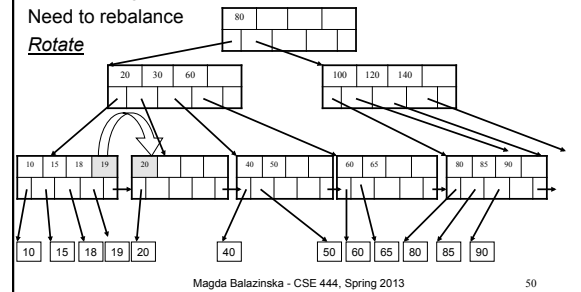 Need to rebalance
Rotate
80
20 30 60
100 120 140
10 15 18 19
20
40 50
60 65
80 85 90
10 15 18 19 20 40 50 60 65 80 85 90
Magda Balazinska - CSE 444, Spring 2013 50